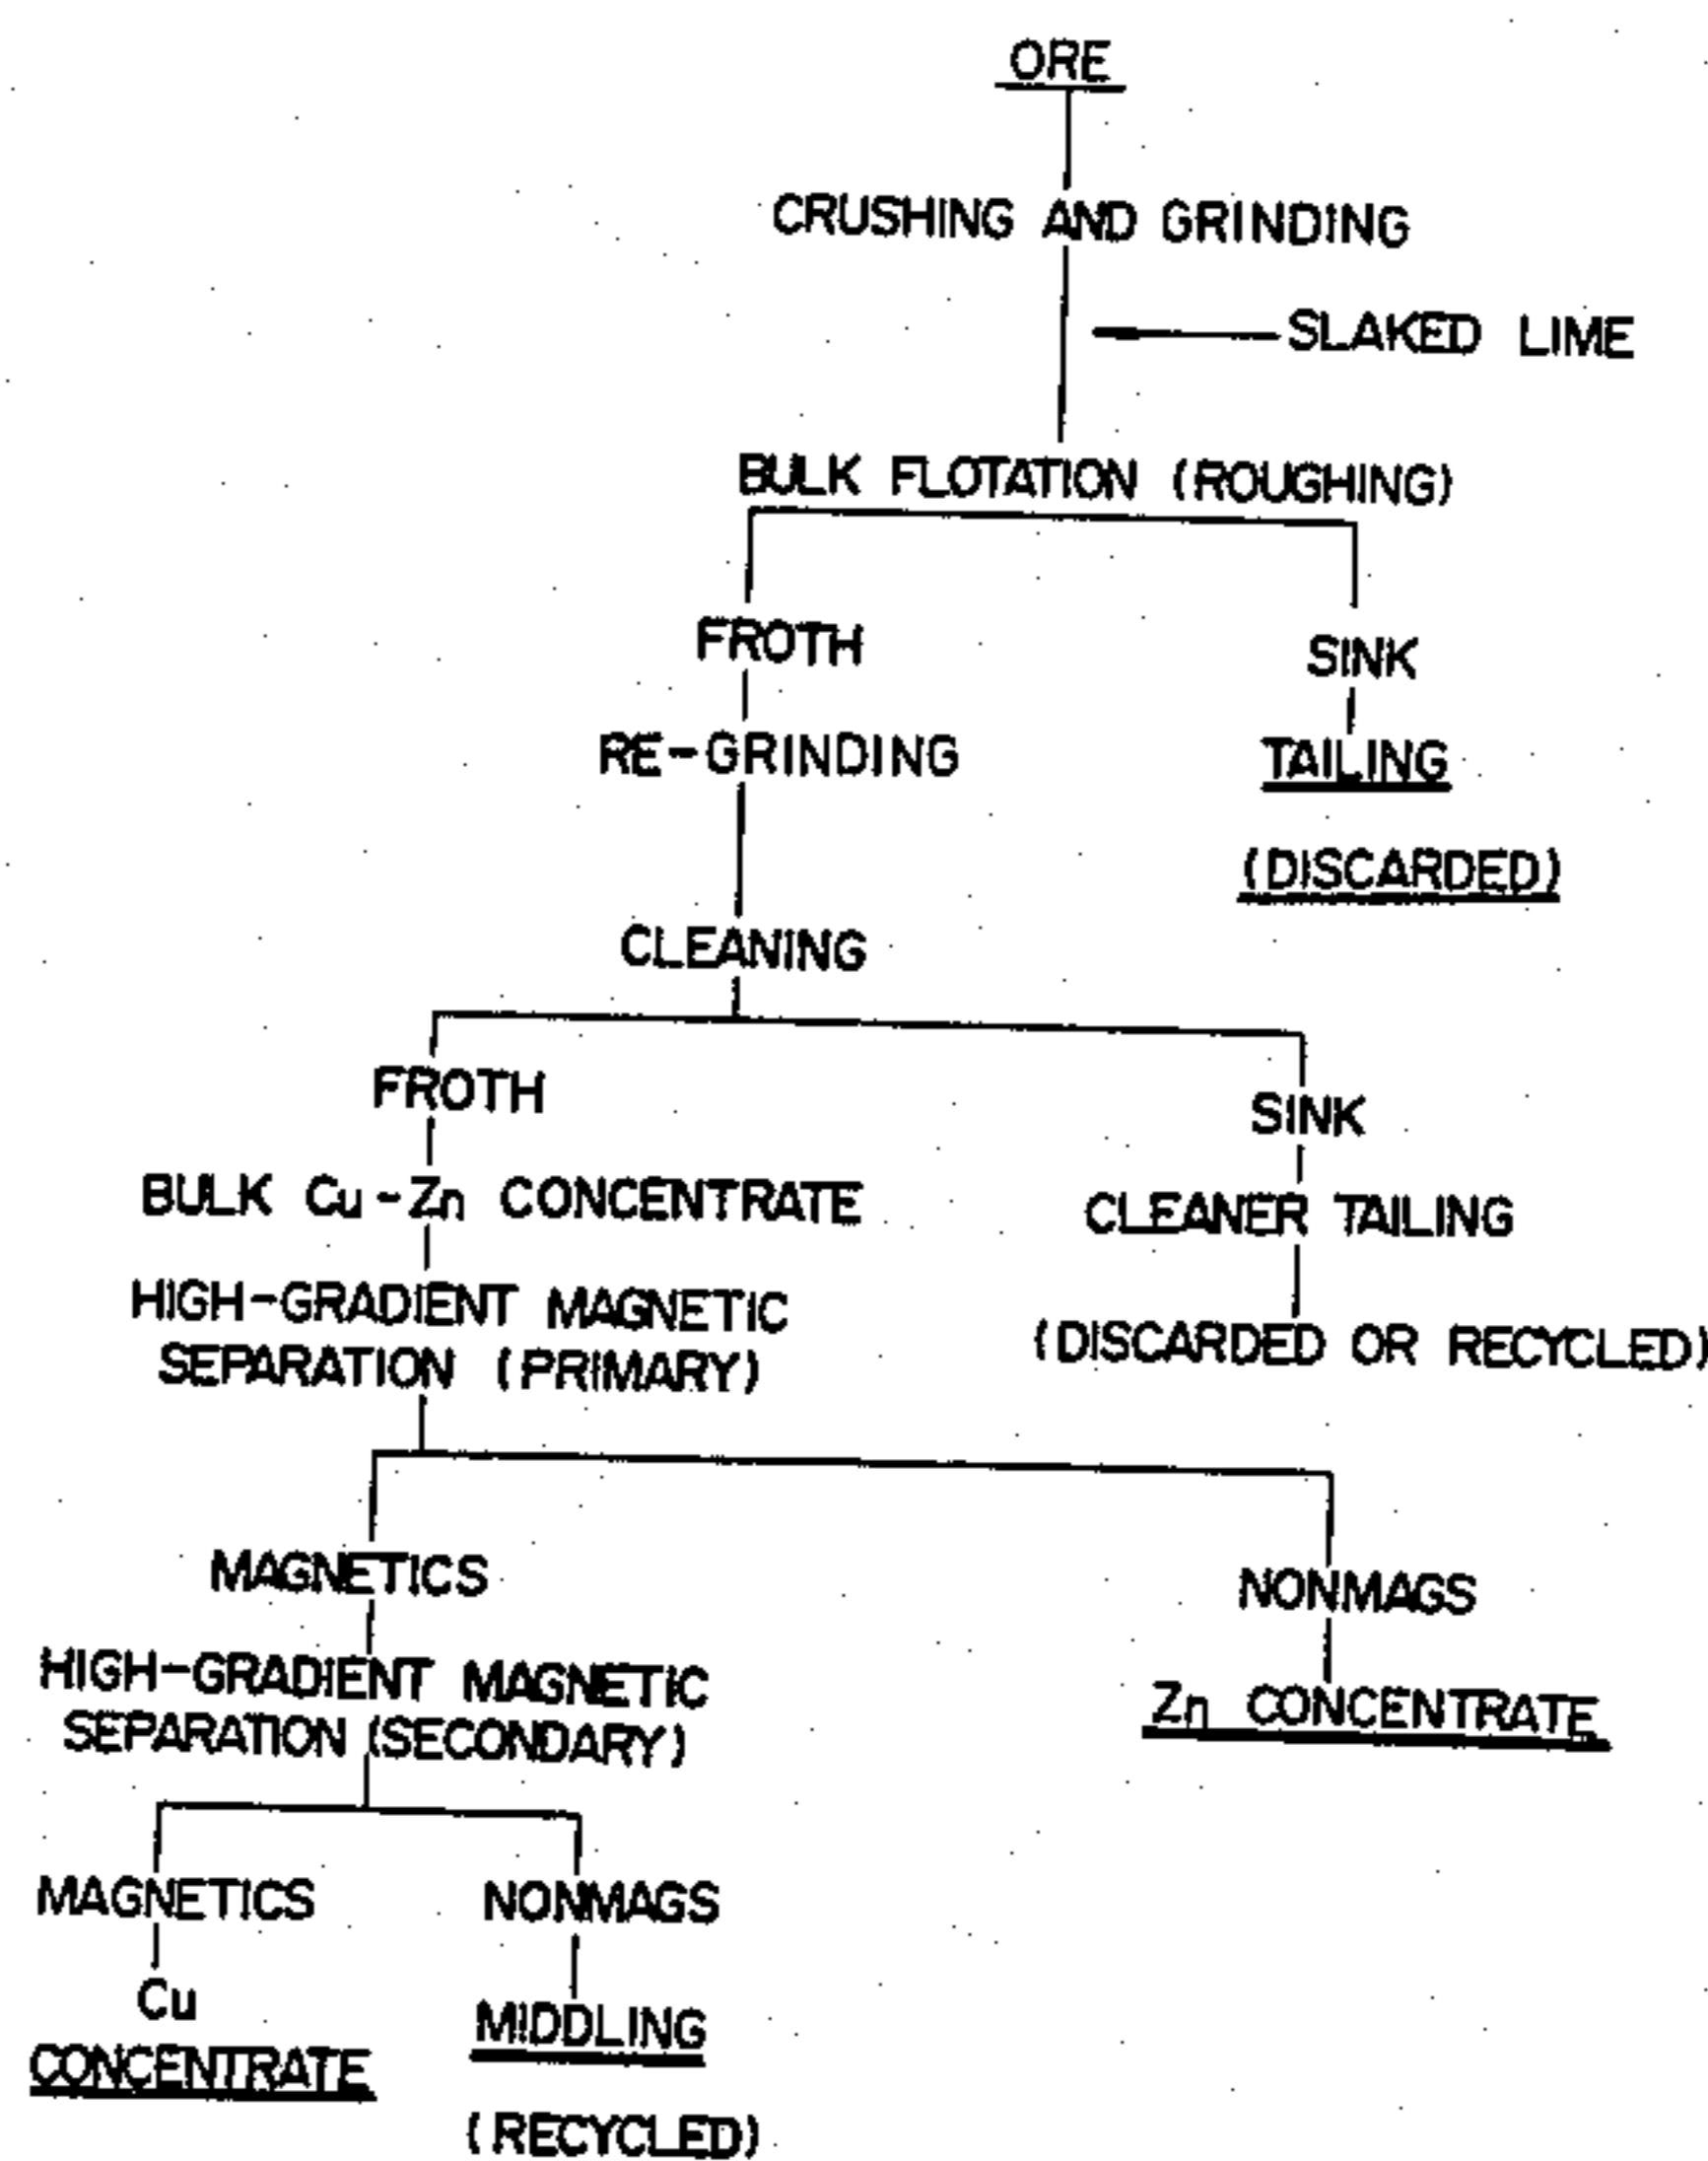 ORE
CRUSHING AND GRINDING
SLAKED LIME
BULK FLOTATION (ROUGHING)
FROTH
SINK
RE-GRINDING
TAILING
(DISCARDED)
CLEANING
FROTH
SINK
BULK Cu-Zn CONCENTRATE
CLEANER TAILING
HIGH-GRADIENT MAGNETIC
SEPARATION (PRIMARY)
(DISCARDED OR RECYCLED)
MAGNETICS
NONMAGS
HIGH-GRADIENT MAGNETIC
SEPARATION (SECONDARY)
Zn CONCENTRATE
MAGNETICS
NONMAGS
Cu
CONCENTRATE
MIDDLING
(RECYCLED)